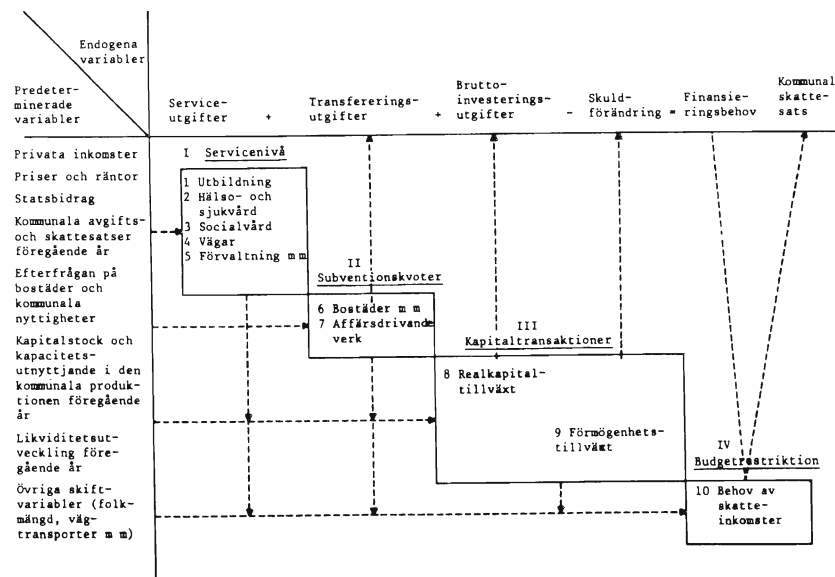 Endogena
variabler
Predeter-
minerade
variabler
Service-
utgifter
+
Transfererings-
utgifter
+
Brutto-
investerings-
utgifter
-
Skuld-
förändring
=
Finansie-
ringsbehov
Kommunal
skatte-
sats
Privata inkomster
Priser och räntor
Statsbidrag
Kommunala avgifts-
och skattesatser
föregående år
Efterfrågan på
bostäder och
kommunala
nyttigheter
Kapitalstock och
kapacitets-
utnyttjande i den
kommunala produk-
tionen föregående
år
Likviditetsut-
veckling före-
gående år
Övriga skift-
variabler (folk-
mängd, väg-
transporter m m)
I Servicenivå
1 Utbildning
2 Hälso- och
sjukvård
3 Socialvård
4 Vägar
5 Förvaltning m m
II
Subventionskvoter
6 Bostäder m m
7 Affärsdrivande
verk
III
Kapitaltransaktioner
8 Realkapital-
tillväxt
9 Förmögenhets-
tillväxt
IV
Budgetrestriktion
10 Behov av
skatte-
inkomster